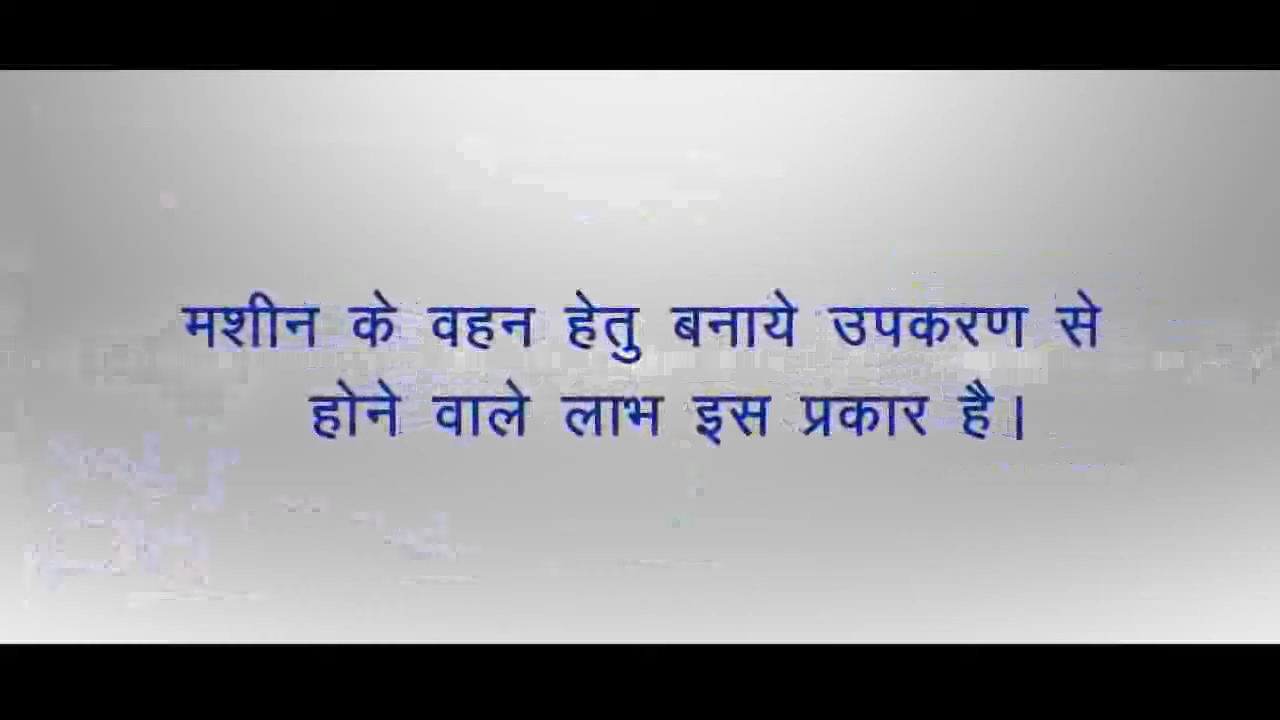 मशीन के वहन हेतु बनाये उपकरण से
होने वाले लाभ इस प्रकार है।